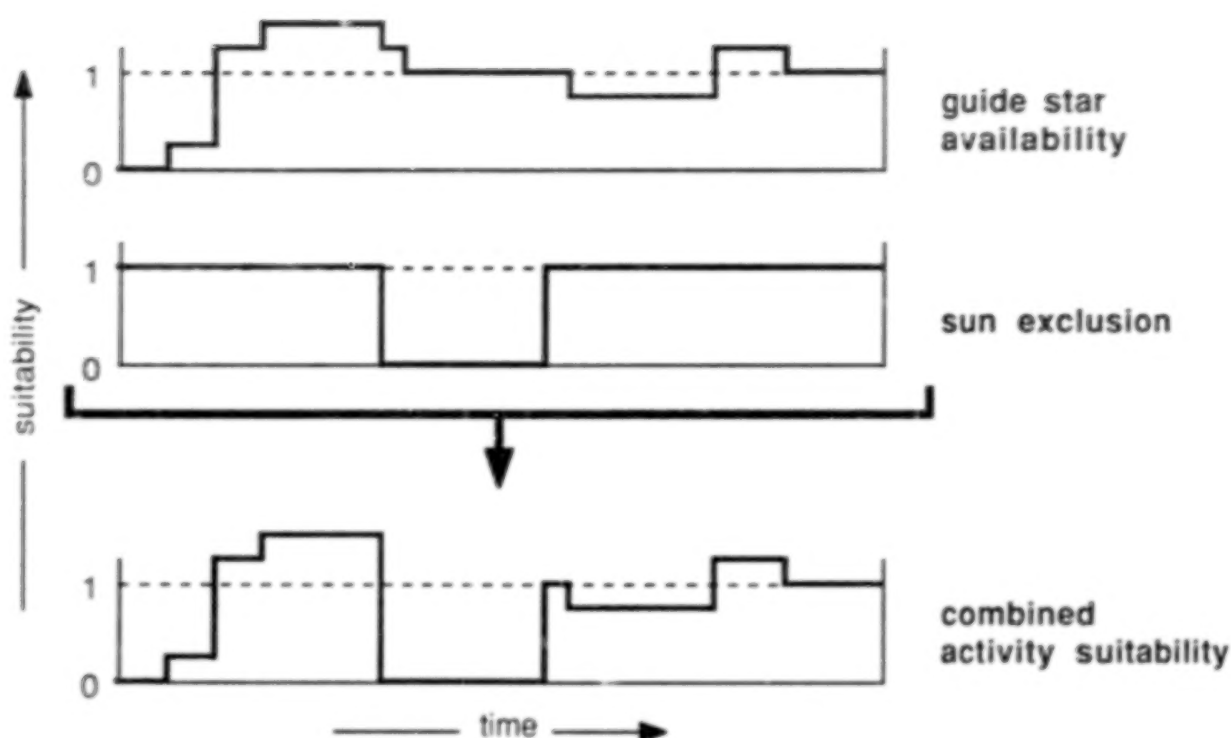 1
0
guide star
availability
1
0
sun exclusion
suitability
1
0
combined
activity suitability
time